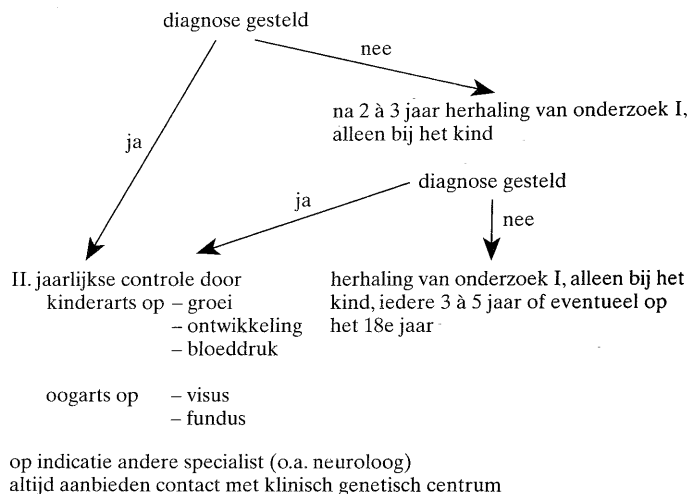 diagnose gesteld
nee
na 2 à 3 jaar herhaling van onderzoek I,
alleen bij het kind
ja
diagnose gesteld
ja
nee
II. jaarlijkse controle door
kinderarts op – groei
– ontwikkeling
– bloeddruk
herhaling van onderzoek I, alleen bij het
kind, iedere 3 à 5 jaar of eventueel op
het 18e jaar
oogarts op – visus
– fundus
op indicatie andere specialist (o.a. neuroloog)
altijd aanbieden contact met klinisch genetisch centrum